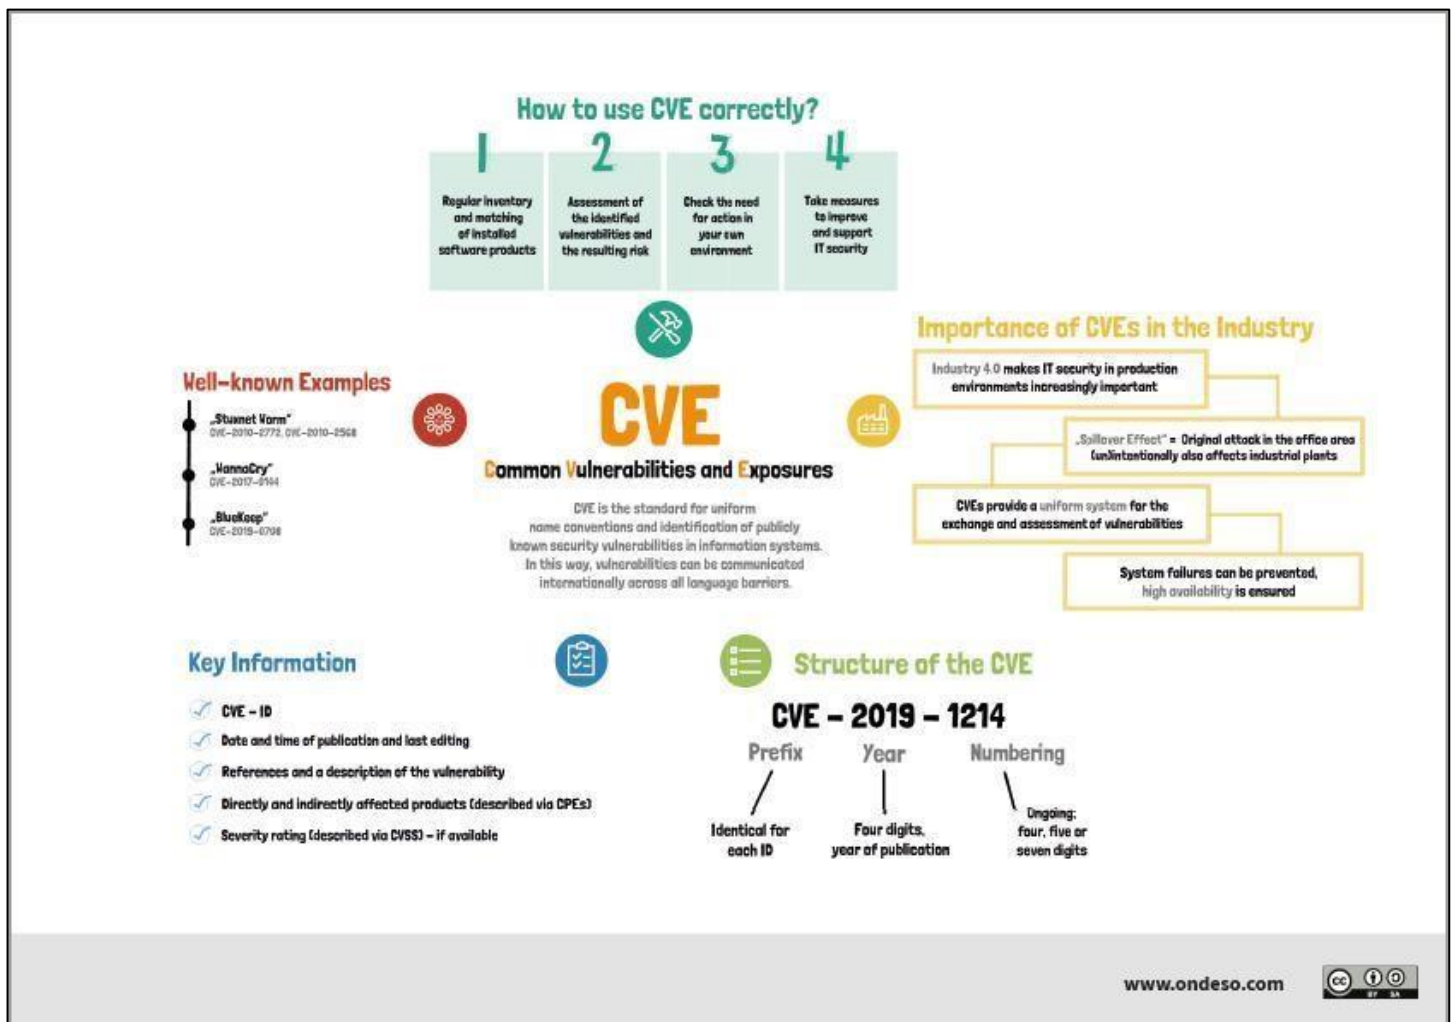 How to use CVE correctly?
1
Regular inventory
and matching
of installed
software products
2
Assessment of
the identified
vulnerabilities and
the resulting risk
3
Check the need
for action in
your own
environment
4
Take measures
to improve
and support
IT security
Well-known Examples
„Stuxnet Worm“
CVE-2010-2772, CVE-2010-2568
„WannaCry“
CVE-2017-0144
„BlueKeep“
CVE-2019-0708
CVE
Common Vulnerabilities and Exposures
CVE is the standard for uniform
name conventions and identification of publicly
known security vulnerabilities in information systems.
In this way, vulnerabilities can be communicated
internationally across all language barriers.
Importance of CVEs in the Industry
Industry 4.0 makes IT security in production
environments increasingly important
„Spillover Effect“ = Original attack in the office area
(un)intentionally also affects industrial plants
CVEs provide a uniform system for the
exchange and assessment of vulnerabilities
System failures can be prevented,
high availability is ensured
Key Information
CVE – ID
Date and time of publication and last editing
References and a description of the vulnerability
Directly and indirectly affected products (described via CPEs)
Severity rating (described via CVSS) – if available
Structure of the CVE
CVE – 2019 – 1214
Prefix
Year
Numbering
Identical for
each ID
Four digits,
year of publication
Ongoing:
four, five or
seven digits
www.ondeso.com
cc
BY SA